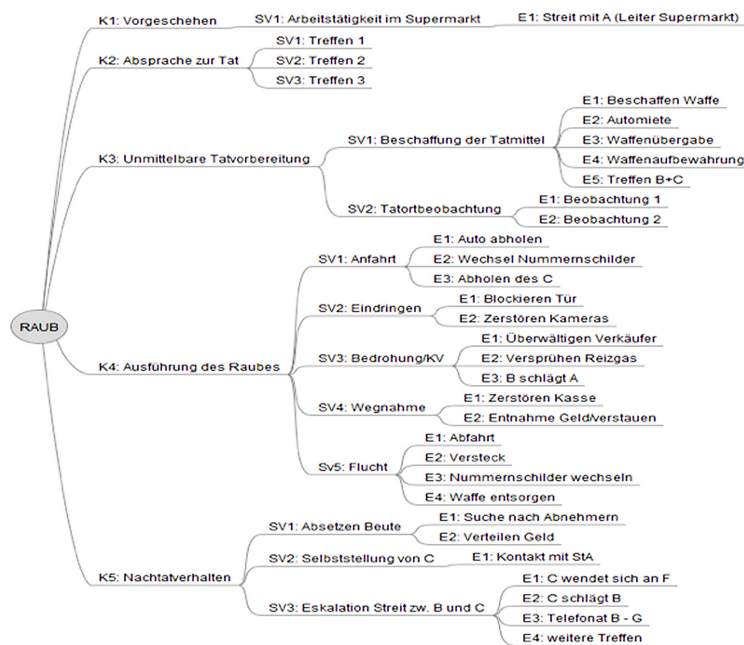 RAUB
K1: Vorgeschehen
SV1: Arbeitstätigkeit im Supermarkt
E1: Streit mit A (Leiter Supermarkt)
K2: Absprache zur Tat
SV1: Treffen 1
SV2: Treffen 2
SV3: Treffen 3
K3: Unmittelbare Tatvorbereitung
SV1: Beschaffung der Tatmittel
E1: Beschaffen Waffe
E2: Automiete
E3: Waffenübergabe
E4: Waffenaufbewahrung
E5: Treffen B+C
SV2: Tatortbeobachtung
E1: Beobachtung 1
E2: Beobachtung 2
K4: Ausführung des Raubes
SV1: Anfahrt
E1: Auto abholen
E2: Wechsel Nummernschilder
E3: Abholen des C
SV2: Eindringen
E1: Blockieren Tür
E2: Zerstören Kameras
SV3: Bedrohung/KV
E1: Überwältigen Verkäufer
E2: Versprühen Reizgas
E3: B schlägt A
SV4: Wegnahme
E1: Zerstören Kasse
E2: Entnahme Geld/verstauen
Sv5: Flucht
E1: Abfahrt
E2: Versteck
E3: Nummernschilder wechseln
E4: Waffe entsorgen
K5: Nachtatverhalten
SV1: Absetzen Beute
E1: Suche nach Abnehmern
E2: Verteilen Geld
SV2: Selbststellung von C
E1: Kontakt mit StA
SV3: Eskalation Streit zw. B und C
E1: C wendet sich an F
E2: C schlägt B
E3: Telefonat B - G
E4: weitere Treffen